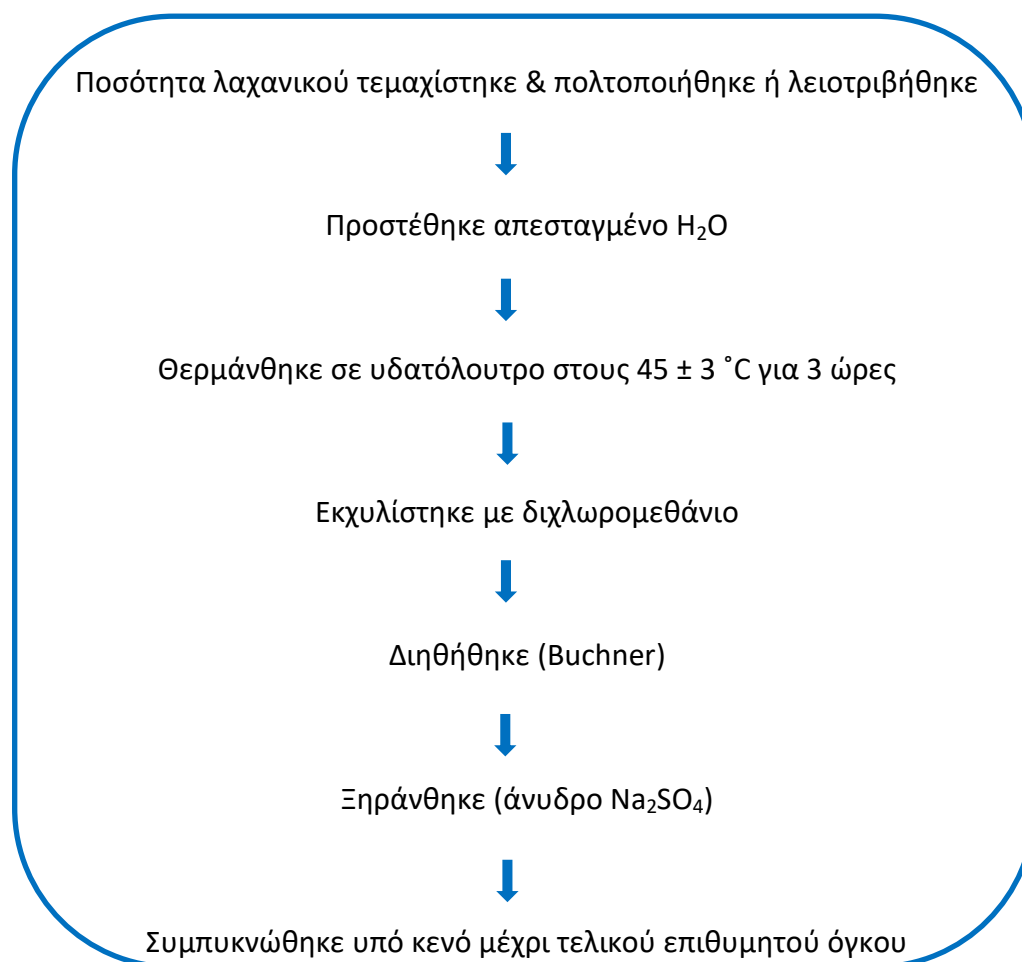 Ποσότητα λαχανικού τεμαχίστηκε & πολτοποιήθηκε ή λειοτριβήθηκε
Προστέθηκε απεσταγμένο H₂O
Θερμάνθηκε σε υδατόλουτρο στους 45 ± 3 ˚C για 3 ώρες
Εκχυλίστηκε με διχλωρομεθάνιο
Διηθήθηκε (Buchner)
Ξηράνθηκε (άνυδρο Na₂SO₄)
Συμπυκνώθηκε υπό κενό μέχρι τελικού επιθυμητού όγκου